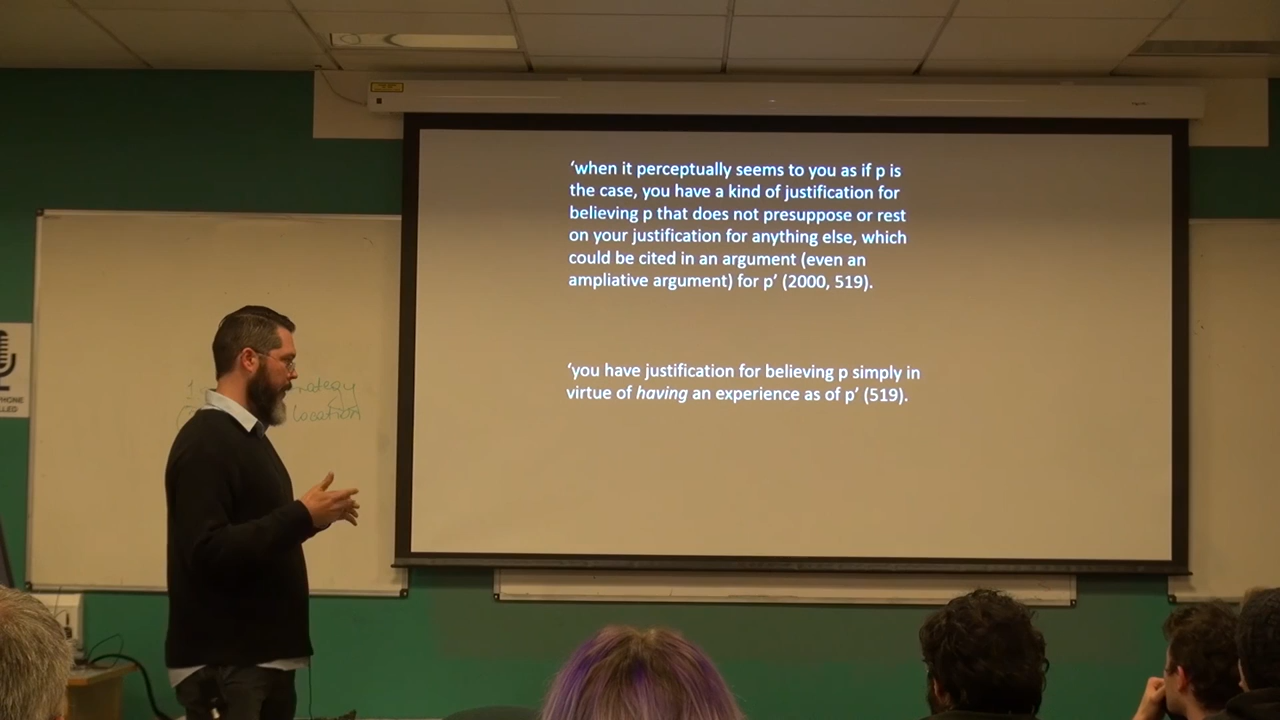 ‘when it perceptually seems to you as if p is
the case, you have a kind of justification for
believing p that does not presuppose or rest
on your justification for anything else, which
could be cited in an argument (even an
ampliative argument) for p’ (2000, 519).
‘you have justification for believing p simply in
virtue of having an experience as of p’ (519).
location